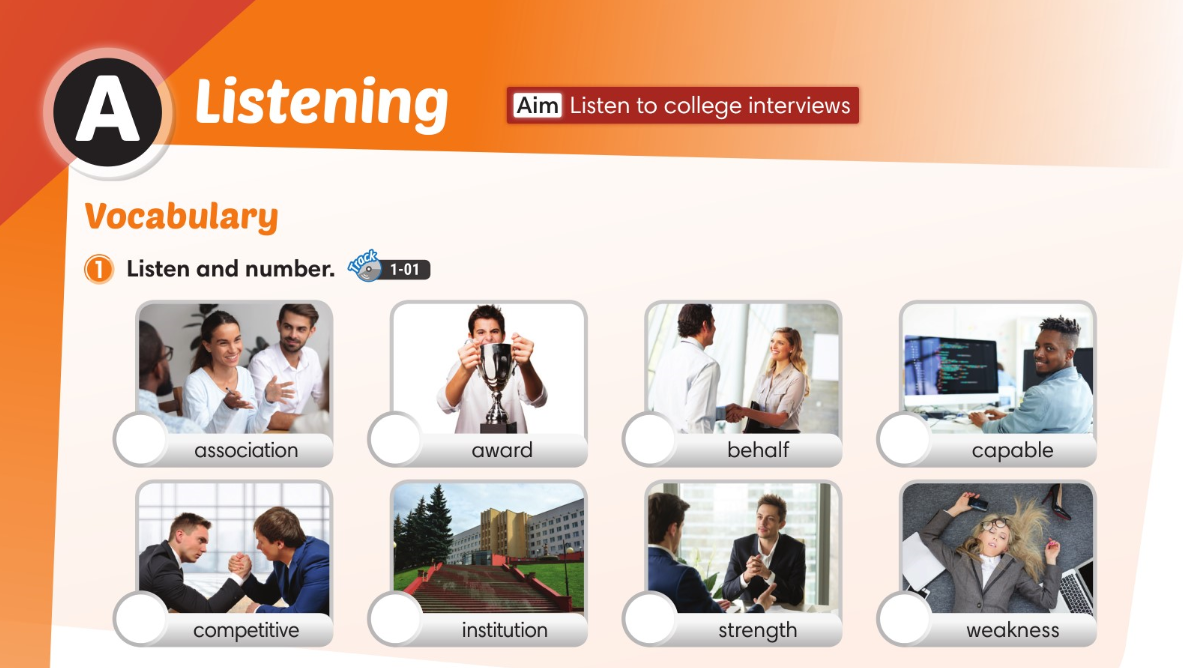 A
Listening
Aim Listen to college interviews
Vocabulary
1 Listen and number. Track 1-01
association
award
behalf
capable
competitive
institution
strength
weakness